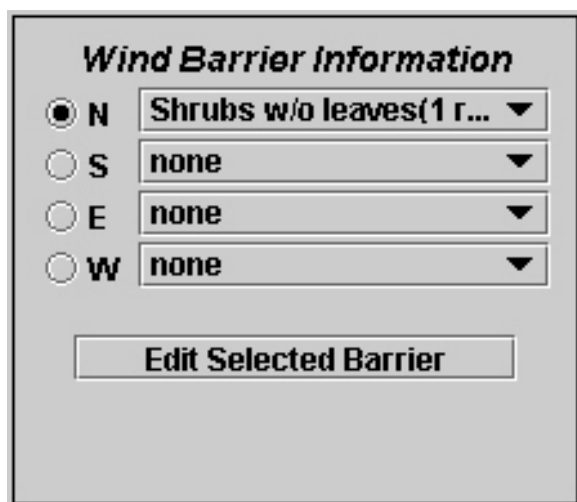 Wind Barrier Information
N Shrubs w/o leaves(1 r...
S none
E none
W none
Edit Selected Barrier